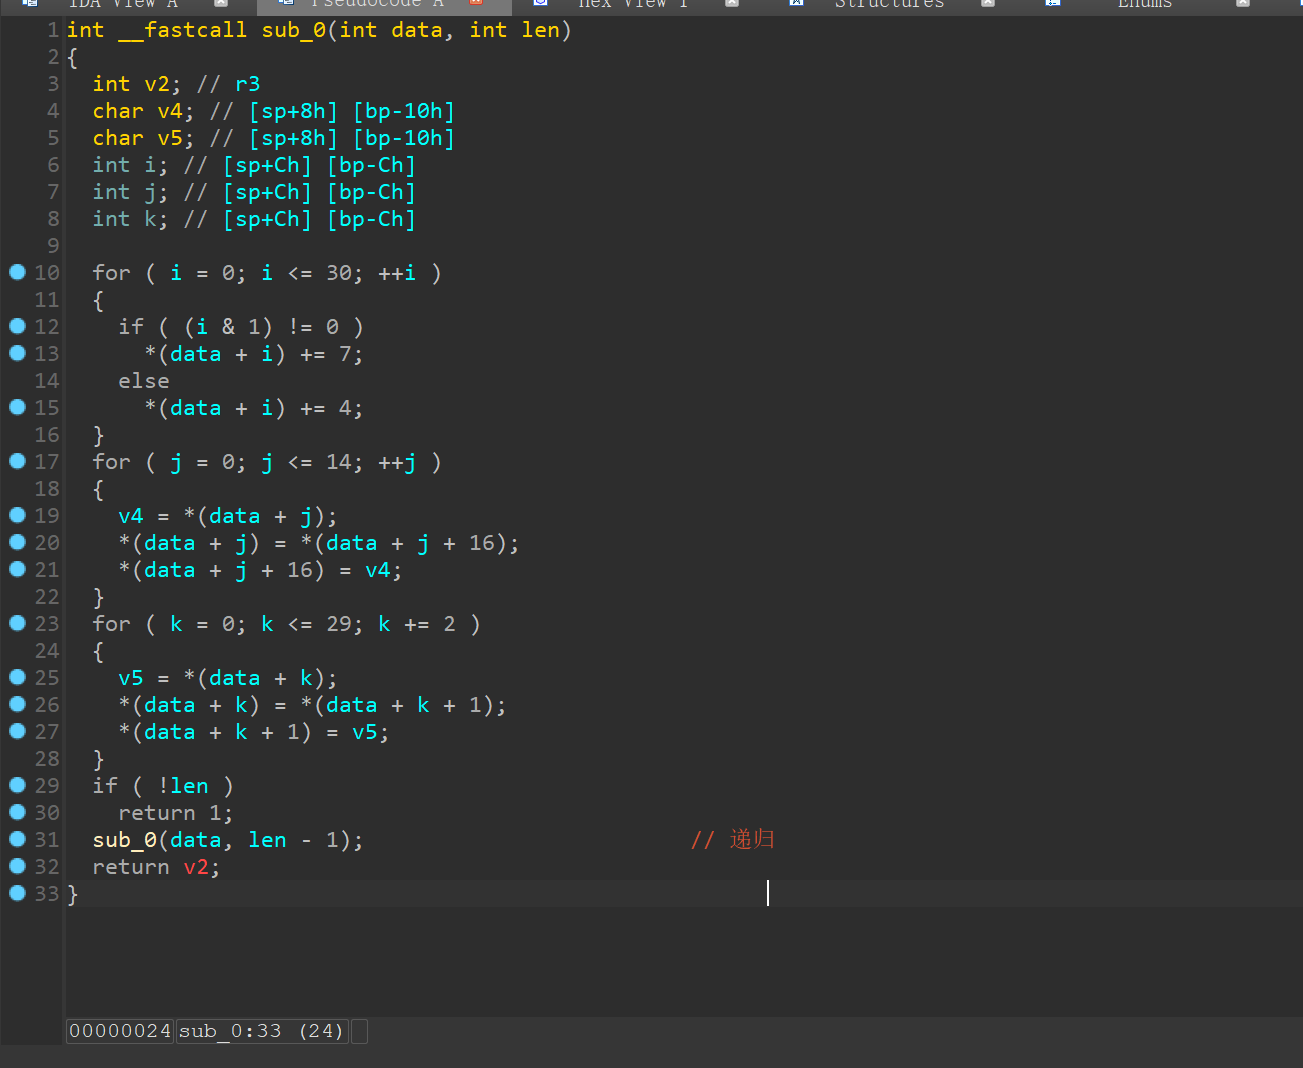 IDA View A Pseudocode A Hex View 1 Structures Enums
1 int __fastcall sub_0(int data, int len)
2 {
3 int v2; // r3
4 char v4; // [sp+8h] [bp-10h]
5 char v5; // [sp+8h] [bp-10h]
6 int i; // [sp+Ch] [bp-Ch]
7 int j; // [sp+Ch] [bp-Ch]
8 int k; // [sp+Ch] [bp-Ch]
9
10 for ( i = 0; i <= 30; ++i )
11 {
12 if ( (i & 1) != 0 )
13 *(data + i) += 7;
14 else
15 *(data + i) += 4;
16 }
17 for ( j = 0; j <= 14; ++j )
18 {
19 v4 = *(data + j);
20 *(data + j) = *(data + j + 16);
21 *(data + j + 16) = v4;
22 }
23 for ( k = 0; k <= 29; k += 2 )
24 {
25 v5 = *(data + k);
26 *(data + k) = *(data + k + 1);
27 *(data + k + 1) = v5;
28 }
29 if ( !len )
30 return 1;
31 sub_0(data, len - 1); // 递归
32 return v2;
33 }
00000024 sub_0:33 (24)